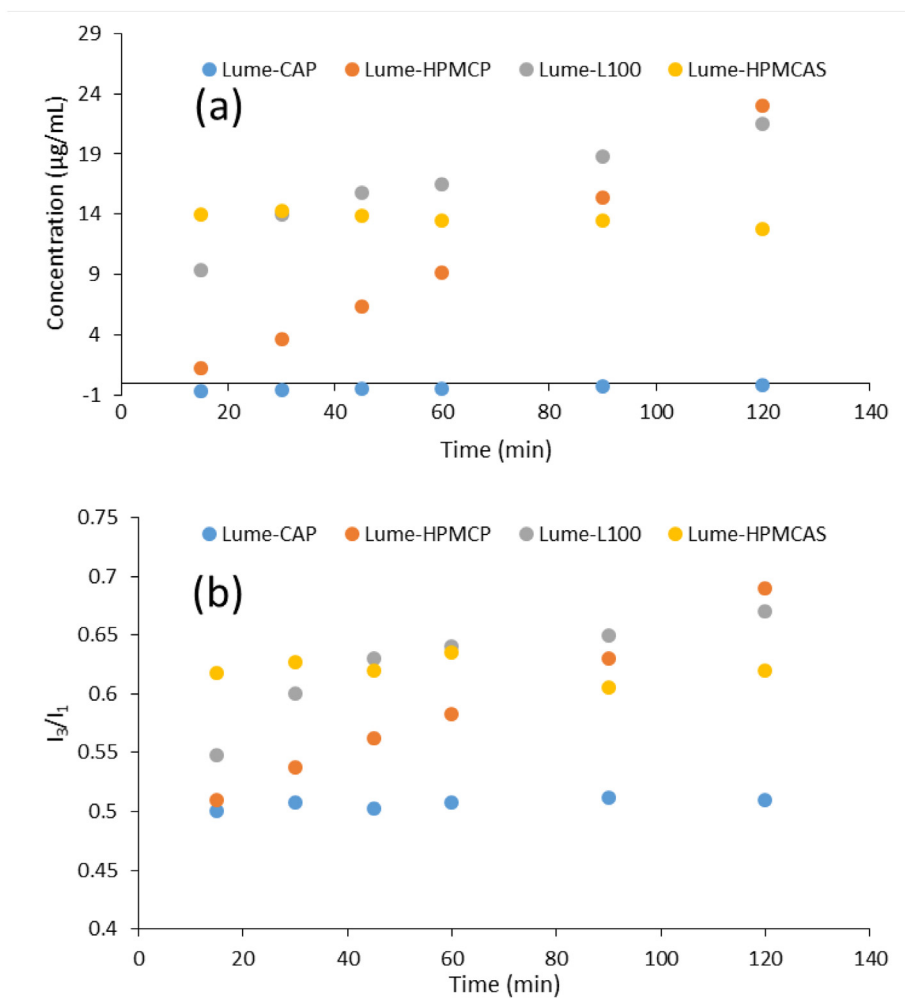 29
Lume-CAP Lume-HPMCP Lume-L100 Lume-HPMCAS
(a)
24
19
14
9
4
-1
Concentration (µg/mL)
0 20 40 60 80 100 120 140
Time (min)
0.75
Lume-CAP Lume-HPMCP Lume-L100 Lume-HPMCAS
(b)
0.7
0.65
0.6
0.55
0.5
0.45
0.4
I₃/I₁
0 20 40 60 80 100 120 140
Time (min)